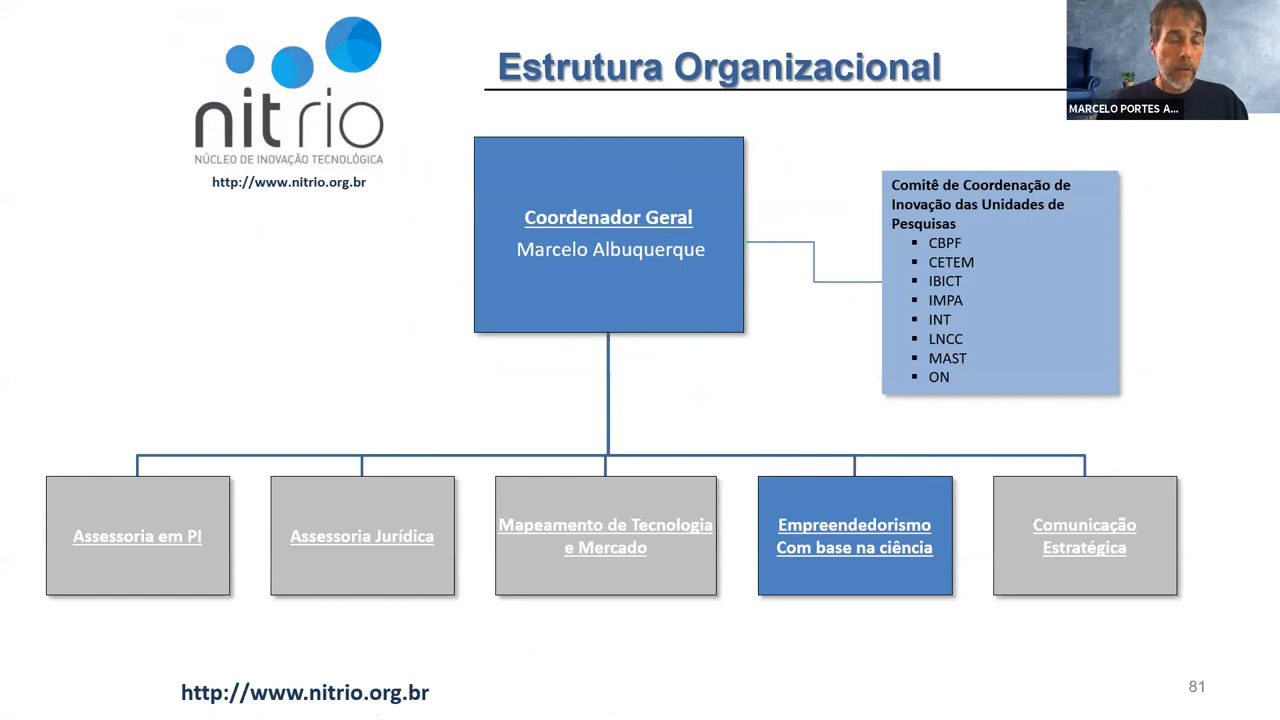 Estrutura Organizacional
MARCELO PORTES A...
nitrio
NÚCLEO DE INOVAÇÃO TECNOLÓGICA
http://www.nitrio.org.br
Coordenador Geral
Marcelo Albuquerque
Comitê de Coordenação de
Inovação das Unidades de
Pesquisas
▪ CBPF
▪ CETEM
▪ IBICT
▪ IMPA
▪ INT
▪ LNCC
▪ MAST
▪ ON
Assessoria em PI
Assessoria Jurídica
Mapeamento de Tecnologia
e Mercado
Empreendedorismo
Com base na ciência
Comunicação
Estratégica
http://www.nitrio.org.br
81